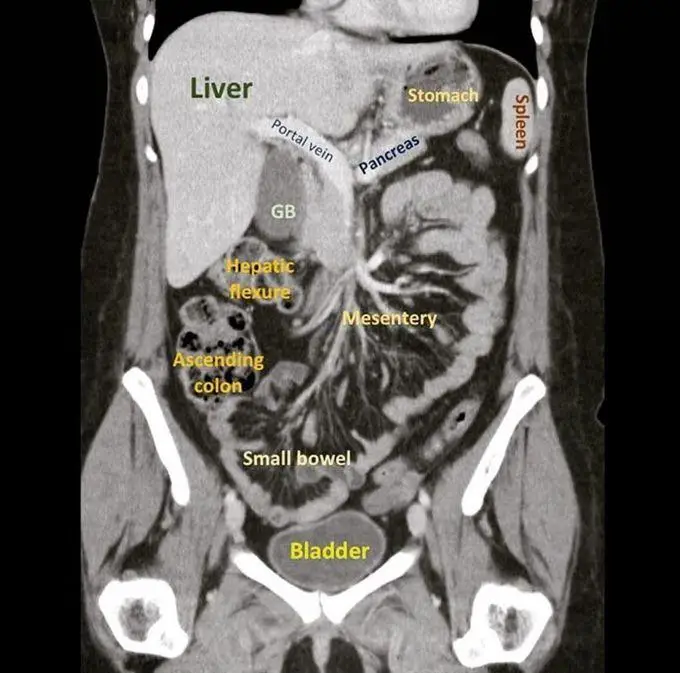 Liver
Stomach
Spleen
Portal vein
Pancreas
GB
Hepatic
flexure
Mesentery
Ascending
colon
Small bowel
Bladder